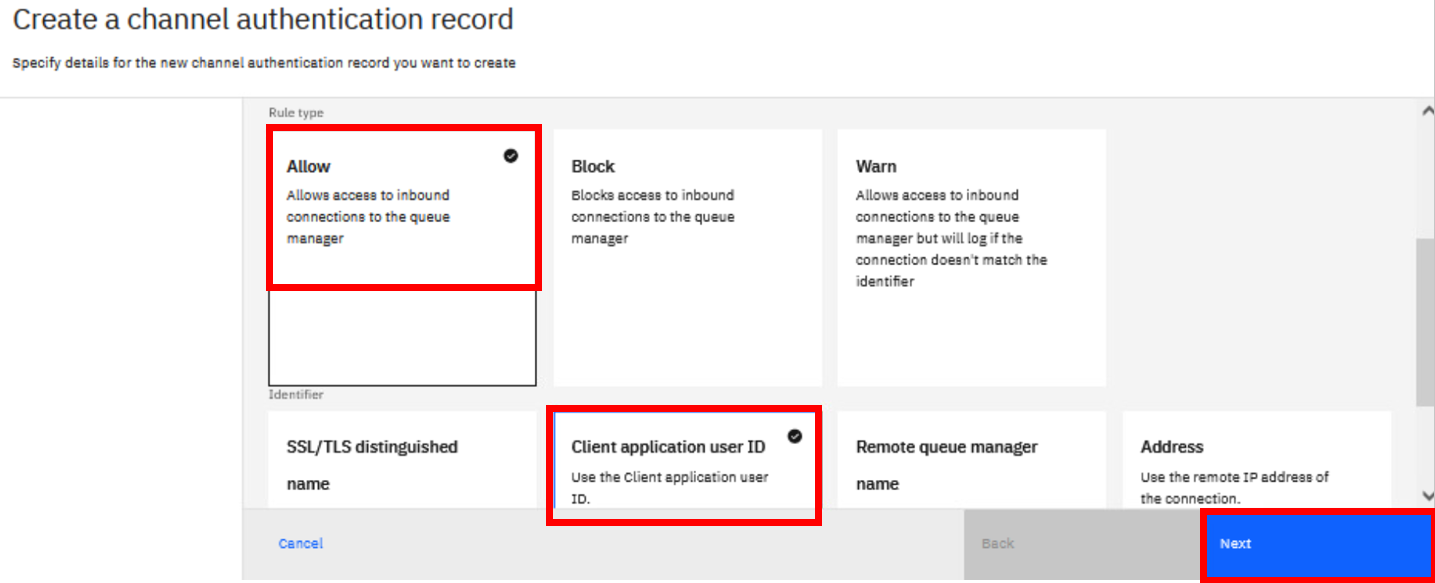 Create a channel authentication record
Specify details for the new channel authentication record you want to create
Rule type
Allow
Allows access to inbound
connections to the queue
manager
Block
Blocks access to inbound
connections to the queue
manager
Warn
Allows access to inbound
connections to the queue
manager but will log if the
connection doesn't match the
identifier
Identifier
SSL/TLS distinguished
name
Client application user ID
Use the Client application user
ID.
Remote queue manager
name
Address
Use the remote IP address of
the connection.
Cancel
Back
Next